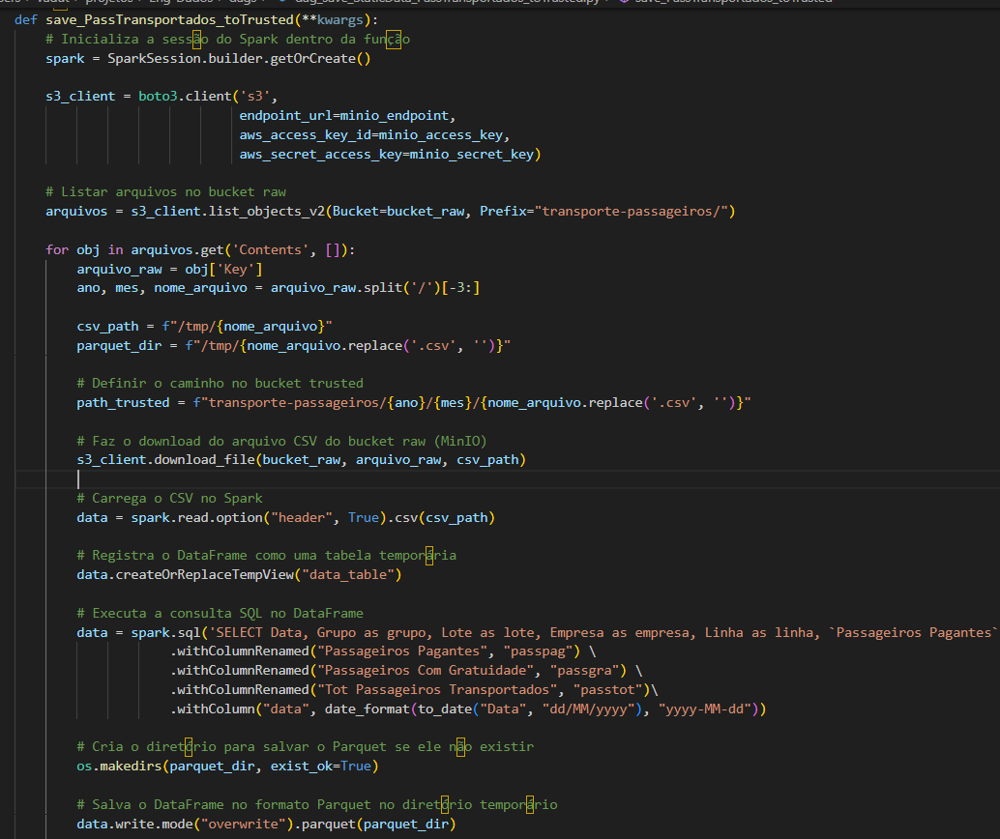 def save_PassTransportados_toTrusted(**kwargs):
    # Inicializa a sessão do Spark dentro da função
    spark = SparkSession.builder.getOrCreate()

    s3_client = boto3.client('s3',
                         endpoint_url=minio_endpoint,
                         aws_access_key_id=minio_access_key,
                         aws_secret_access_key=minio_secret_key)

    # Listar arquivos no bucket raw
    arquivos = s3_client.list_objects_v2(Bucket=bucket_raw, Prefix="transporte-passageiros/")

    for obj in arquivos.get('Contents', []):
        arquivo_raw = obj['Key']
        ano, mes, nome_arquivo = arquivo_raw.split('/')[-3:]

        csv_path = f"/tmp/{nome_arquivo}"
        parquet_dir = f"/tmp/{nome_arquivo.replace('.csv', '')}"

        # Definir o caminho no bucket trusted
        path_trusted = f"transporte-passageiros/{ano}/{mes}/{nome_arquivo.replace('.csv', '')}"

        # Faz o download do arquivo CSV do bucket raw (MinIO)
        s3_client.download_file(bucket_raw, arquivo_raw, csv_path)

        # Carrega o CSV no Spark
        data = spark.read.option("header", True).csv(csv_path)

        # Registra o DataFrame como uma tabela temporária
        data.createOrReplaceTempView("data_table")

        # Executa a consulta SQL no DataFrame
        data = spark.sql('SELECT Data, Grupo as grupo, Lote as lote, Empresa as empresa, Linha as linha, `Passageiros Pagantes`
                    .withColumnRenamed("Passageiros Pagantes", "passpag") \
                    .withColumnRenamed("Passageiros Com Gratuidade", "passgra") \
                    .withColumnRenamed("Tot Passageiros Transportados", "passtot")\
                    .withColumn("data", date_format(to_date("Data", "dd/MM/yyyy"), "yyyy-MM-dd"))

        # Cria o diretório para salvar o Parquet se ele não existir
        os.makedirs(parquet_dir, exist_ok=True)

        # Salva o DataFrame no formato Parquet no diretório temporário
        data.write.mode("overwrite").parquet(parquet_dir)